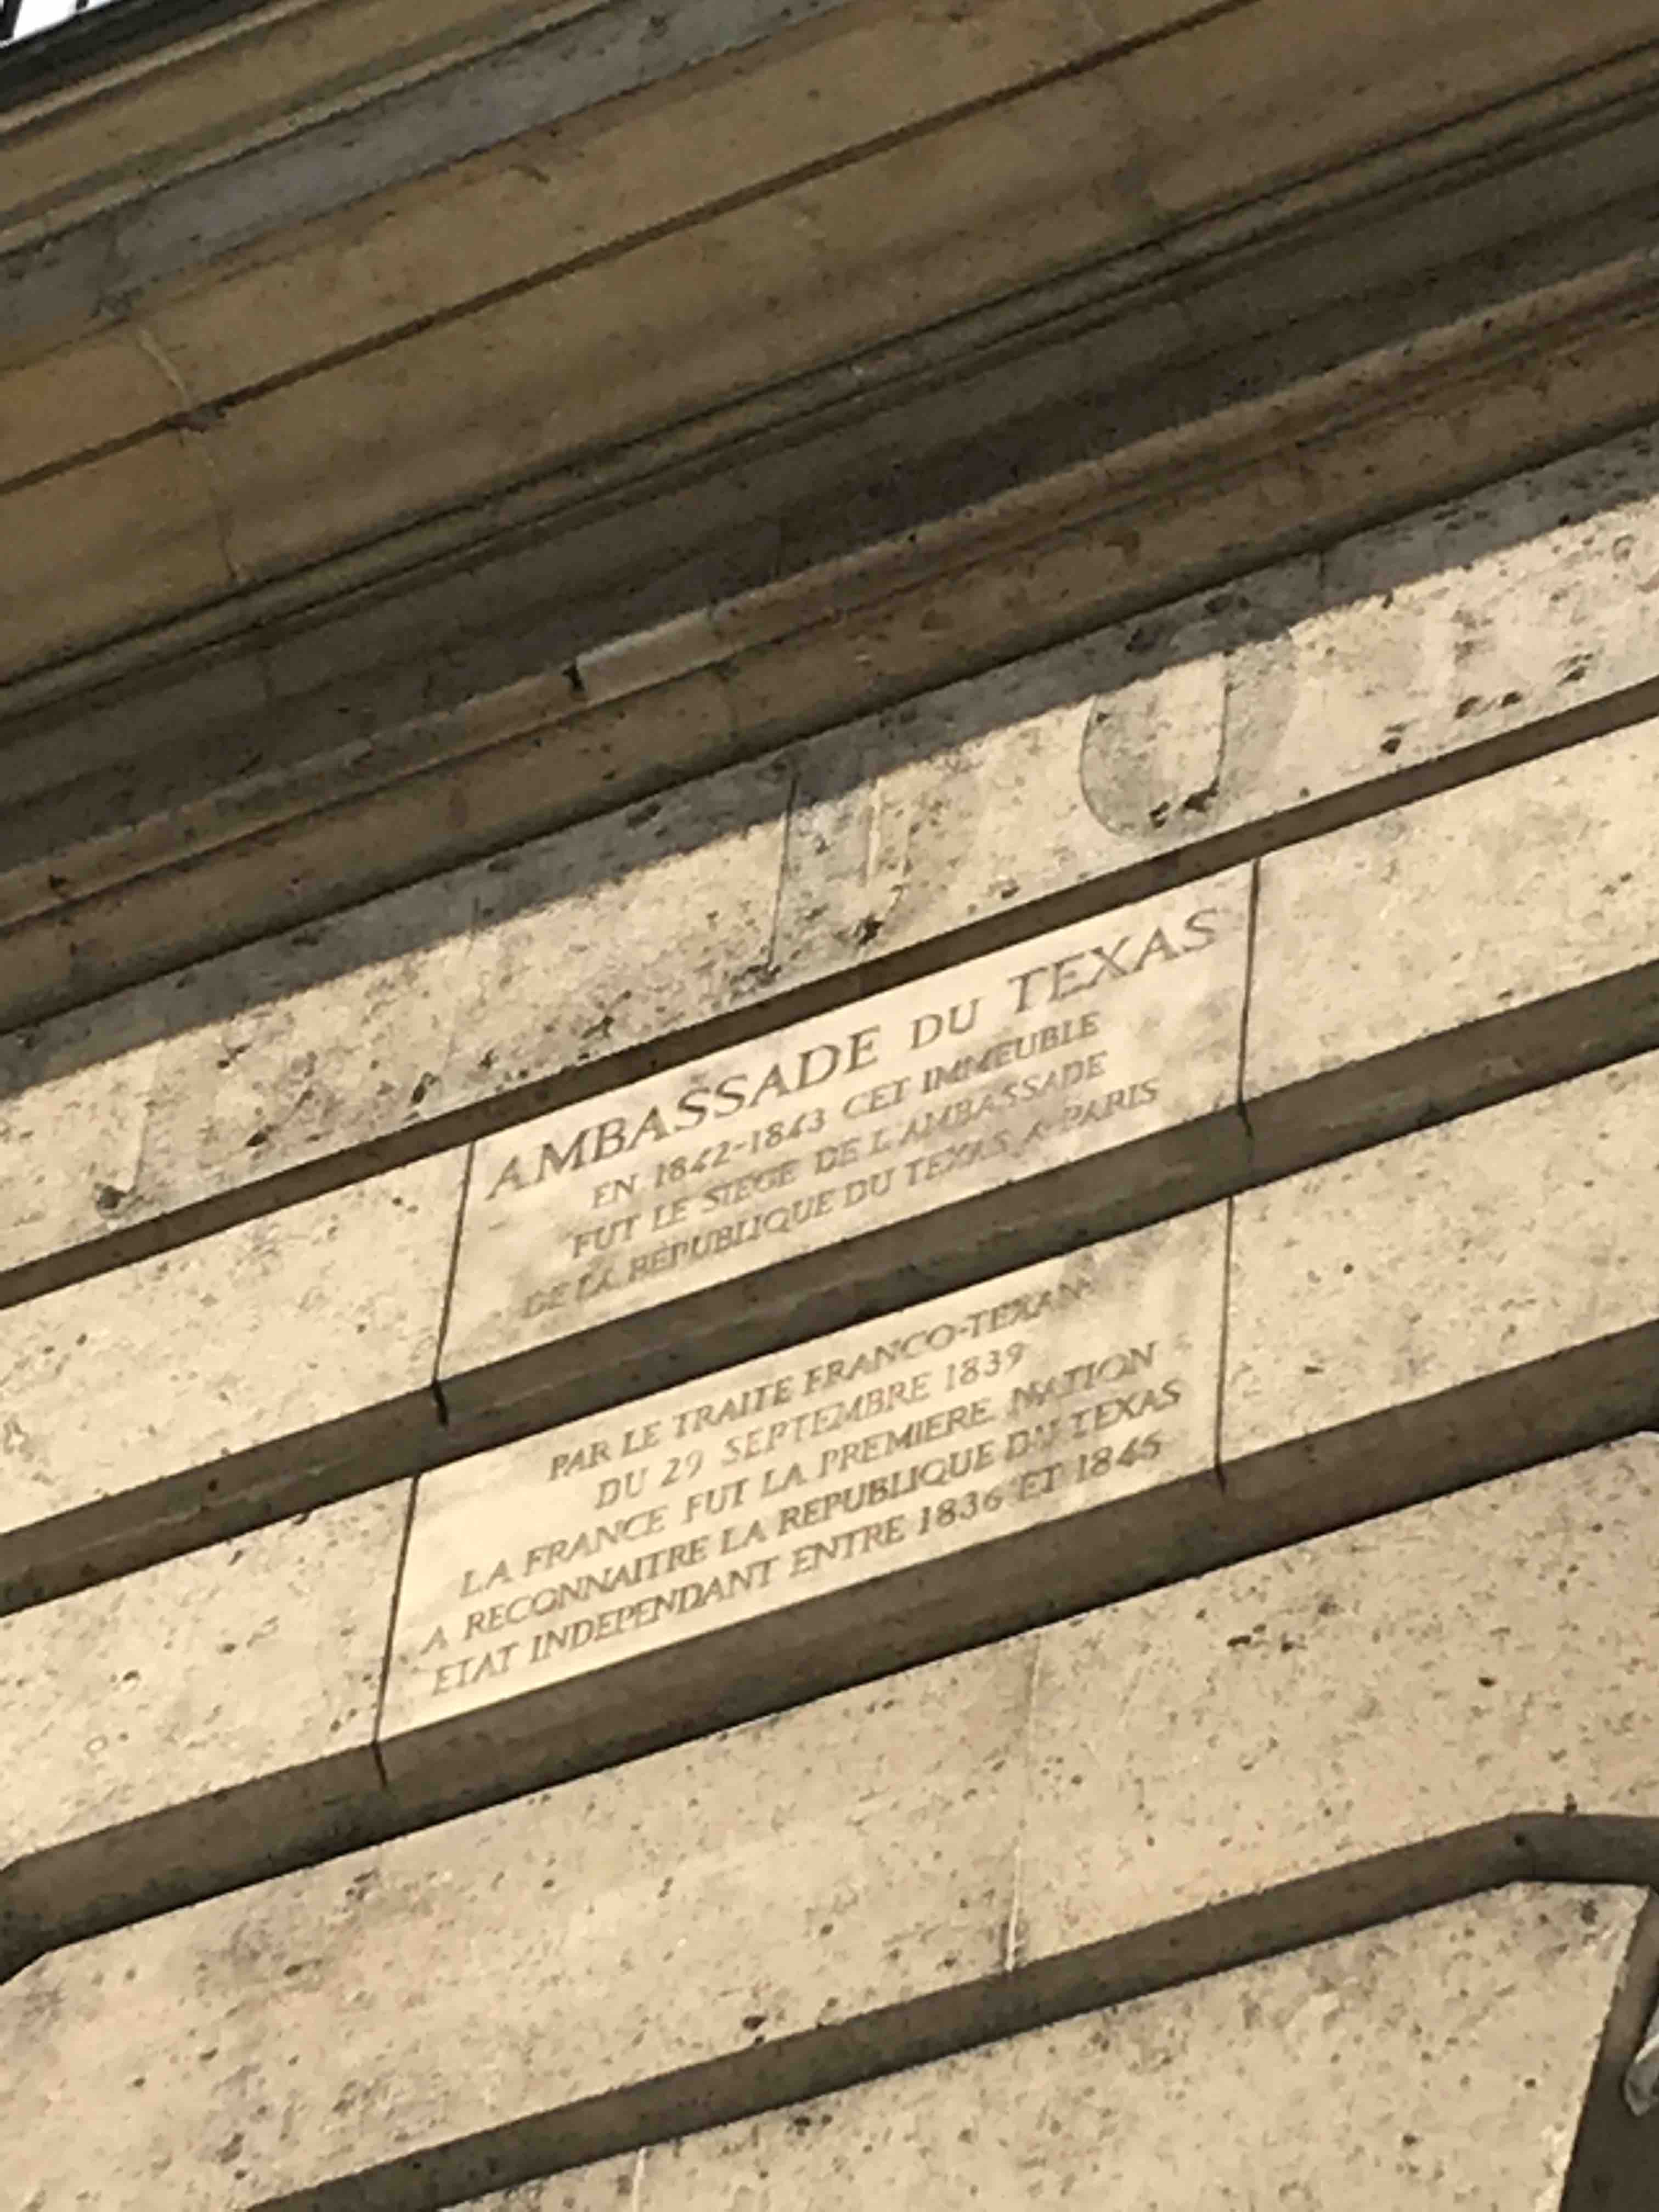 AMBASSADE DU TEXAS
EN 1842-1843 CET IMMEUBLE
FUT LE SIEGE DE L'AMBASSADE
DE LA REPUBLIQUE DU TEXAS A PARIS
PAR LE TRAITE FRANCO-TEXAN
DU 29 SEPTEMBRE 1839
LA FRANCE FUT LA PREMIERE NATION
A RECONNAITRE LA REPUBLIQUE DU TEXAS
ETAT INDEPENDANT ENTRE 1836 ET 1845